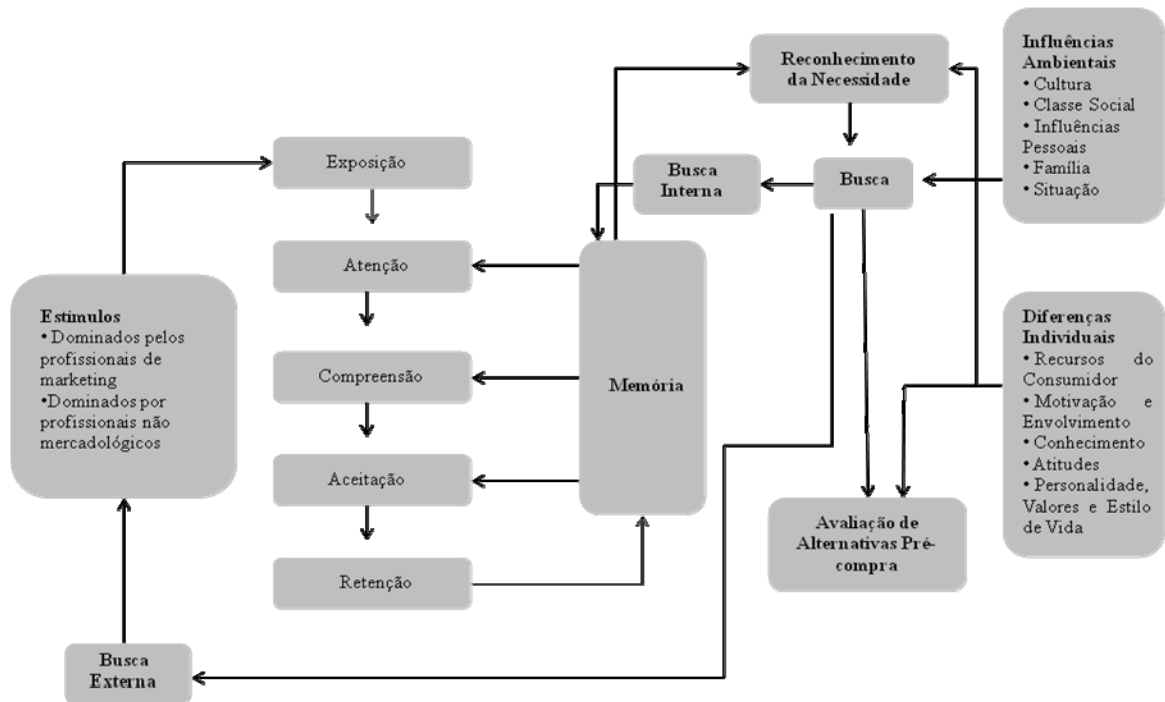 Estímulos
• Dominados pelos
profissionais de
marketing
•Dominados por
profissionais não
mercadológicos
Busca
Externa
Exposição
Atenção
Compreensão
Aceitação
Retenção
Memória
Busca
Interna
Reconhecimento
da Necessidade
Busca
Avaliação de
Alternativas Pré-
compra
Influências
Ambientais
• Cultura
• Classe Social
• Influências
Pessoais
• Família
• Situação
Diferenças
Individuais
• Recursos do
Consumidor
• Motivação e
Envolvimento
• Conhecimento
• Atitudes
• Personalidade,
Valores e Estilo
de Vida